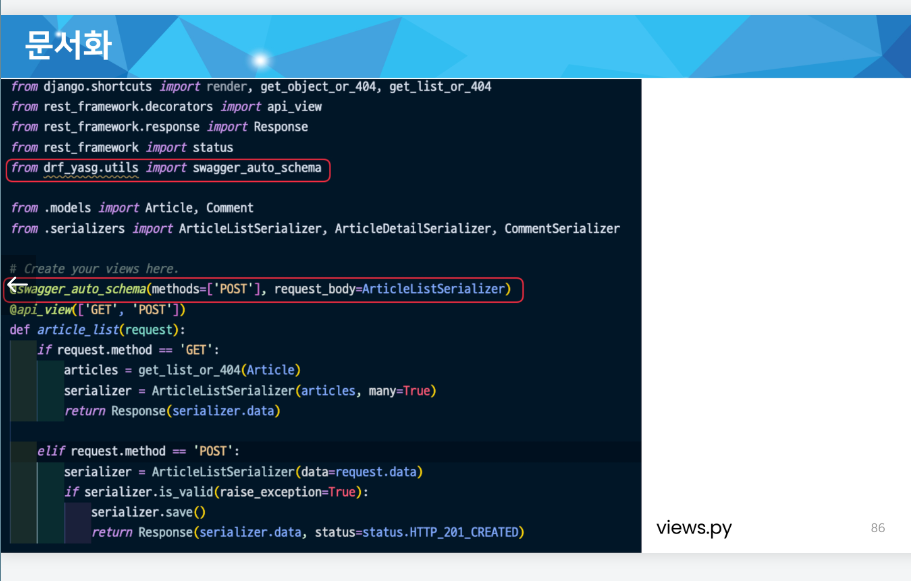 문서화
from django.shortcuts import render, get_object_or_404, get_list_or_404
from rest_framework.decorators import api_view
from rest_framework.response import Response
from rest_framework import status
from drf_yasg.utils import swagger_auto_schema
from .models import Article, Comment
from .serializers import ArticleListSerializer, ArticleDetailSerializer, CommentSerializer
# Create your views here.
@swagger_auto_schema(methods=['POST'], request_body=ArticleListSerializer)
@api_view(['GET', 'POST'])
def article_list(request):
    if request.method == 'GET':
        articles = get_list_or_404(Article)
        serializer = ArticleListSerializer(articles, many=True)
        return Response(serializer.data)
    elif request.method == 'POST':
        serializer = ArticleListSerializer(data=request.data)
        if serializer.is_valid(raise_exception=True):
            serializer.save()
            return Response(serializer.data, status=status.HTTP_201_CREATED)
views.py
86